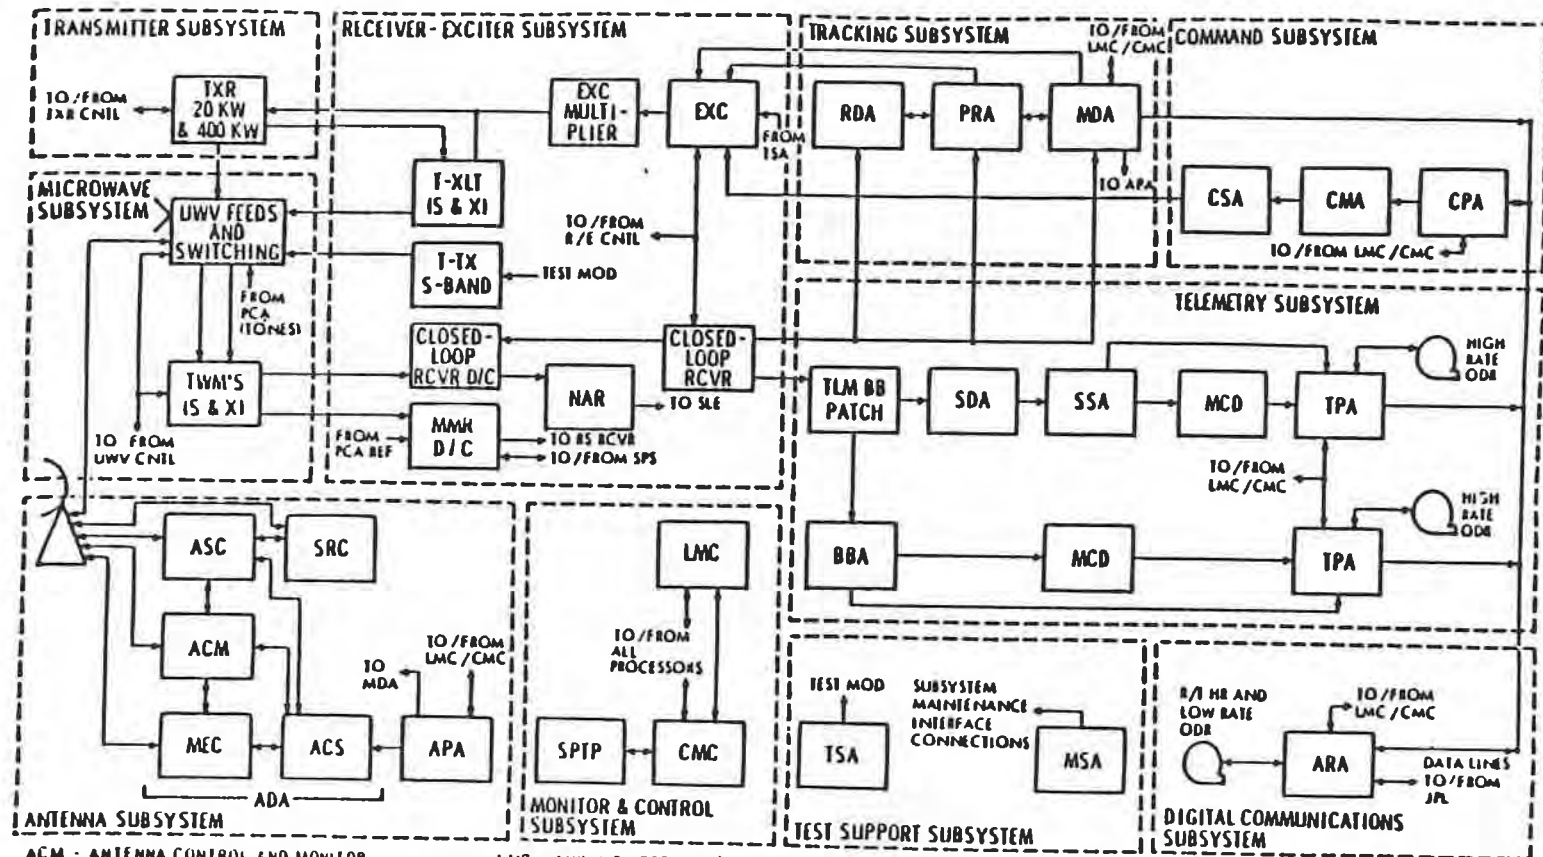 TRANSMITTER SUBSYSTEM
TO/FROM
TXR CNTL
TXR
20 KW
& 400 KW
RECEIVER-EXCITER SUBSYSTEM
EXC
MULTI-
PLIER
EXC
FROM
TSA
T-XLT
(S & X)
TO/FROM
R/E CNTL
T-TX
S-BAND
TEST MOD
CLOSED-
LOOP
RCVR D/C
CLOSED-
LOOP
RCVR
NAR
TO SLE
MMR
D/C
FROM
PCA REF
TO RS RCVR
TO/FROM SPS
TRACKING SUBSYSTEM
TO/FROM
LMC/CMC
RDA
PRA
MDA
TO APA
COMMAND SUBSYSTEM
CSA
CMA
CPA
TO/FROM LMC/CMC
MICROWAVE
SUBSYSTEM
UWV FEEDS
AND
SWITCHING
FROM
PCA
(TONES)
TWM'S
(S & X)
TO FROM
UWV CNTL
TELEMETRY SUBSYSTEM
TLM BB
PATCH
SDA
SSA
MCD
TPA
HIGH
RATE
ODR
TO/FROM
LMC/CMC
BBA
MCD
TPA
HIGH
RATE
ODR
ASC
SRC
ACM
MEC
ACS
APA
TO
MDA
TO/FROM
LMC/CMC
ADA
ANTENNA SUBSYSTEM
LMC
TO/FROM
ALL
PROCESSORS
SPTP
CMC
MONITOR & CONTROL
SUBSYSTEM
TEST MOD
TSA
SUBSYSTEM
MAINTENANCE
INTERFACE
CONNECTIONS
MSA
TEST SUPPORT SUBSYSTEM
R/T HR AND
LOW RATE
ODR
TO/FROM
LMC/CMC
ARA
DATA LINES
TO/FROM
JPL
DIGITAL COMMUNICATIONS
SUBSYSTEM
ACM - ANTENNA CONTROL AND MONITOR